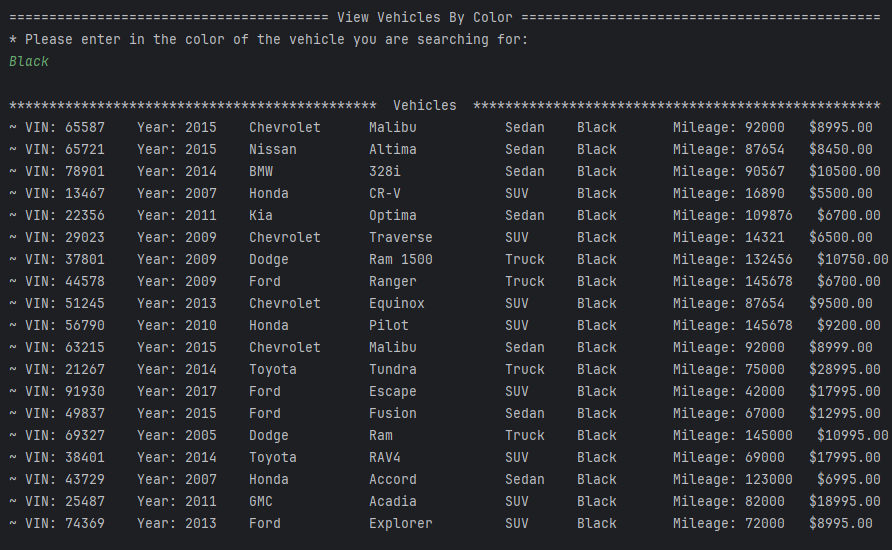 ======================================== View Vehicles By Color =============================================
* Please enter in the color of the vehicle you are searching for:
Black
**********************************************  Vehicles  ***************************************************
~ VIN: 65587    Year: 2015    Chevrolet      Malibu           Sedan    Black       Mileage: 92000   $8995.00
~ VIN: 65721    Year: 2015    Nissan         Altima           Sedan    Black       Mileage: 87654   $8450.00
~ VIN: 78901    Year: 2014    BMW            328i             Sedan    Black       Mileage: 90567   $10500.00
~ VIN: 13467    Year: 2007    Honda          CR-V             SUV      Black       Mileage: 16890   $5500.00
~ VIN: 22356    Year: 2011    Kia            Optima           Sedan    Black       Mileage: 109876   $6700.00
~ VIN: 29023    Year: 2009    Chevrolet      Traverse         SUV      Black       Mileage: 14321   $6500.00
~ VIN: 37801    Year: 2009    Dodge          Ram 1500         Truck    Black       Mileage: 132456   $10750.00
~ VIN: 44578    Year: 2009    Ford           Ranger           Truck    Black       Mileage: 145678   $6700.00
~ VIN: 51245    Year: 2013    Chevrolet      Equinox          SUV      Black       Mileage: 87654   $9500.00
~ VIN: 56790    Year: 2010    Honda          Pilot            SUV      Black       Mileage: 145678   $9200.00
~ VIN: 63215    Year: 2015    Chevrolet      Malibu           Sedan    Black       Mileage: 92000   $8999.00
~ VIN: 21267    Year: 2014    Toyota         Tundra           Truck    Black       Mileage: 75000   $28995.00
~ VIN: 91930    Year: 2017    Ford           Escape           SUV      Black       Mileage: 42000   $17995.00
~ VIN: 49837    Year: 2015    Ford           Fusion           Sedan    Black       Mileage: 67000   $12995.00
~ VIN: 69327    Year: 2005    Dodge          Ram              Truck    Black       Mileage: 145000   $10995.00
~ VIN: 38401    Year: 2014    Toyota         RAV4             SUV      Black       Mileage: 69000   $17995.00
~ VIN: 43729    Year: 2007    Honda          Accord           Sedan    Black       Mileage: 123000   $6995.00
~ VIN: 25487    Year: 2011    GMC            Acadia           SUV      Black       Mileage: 82000   $18995.00
~ VIN: 74369    Year: 2013    Ford           Explorer         SUV      Black       Mileage: 72000   $8995.00